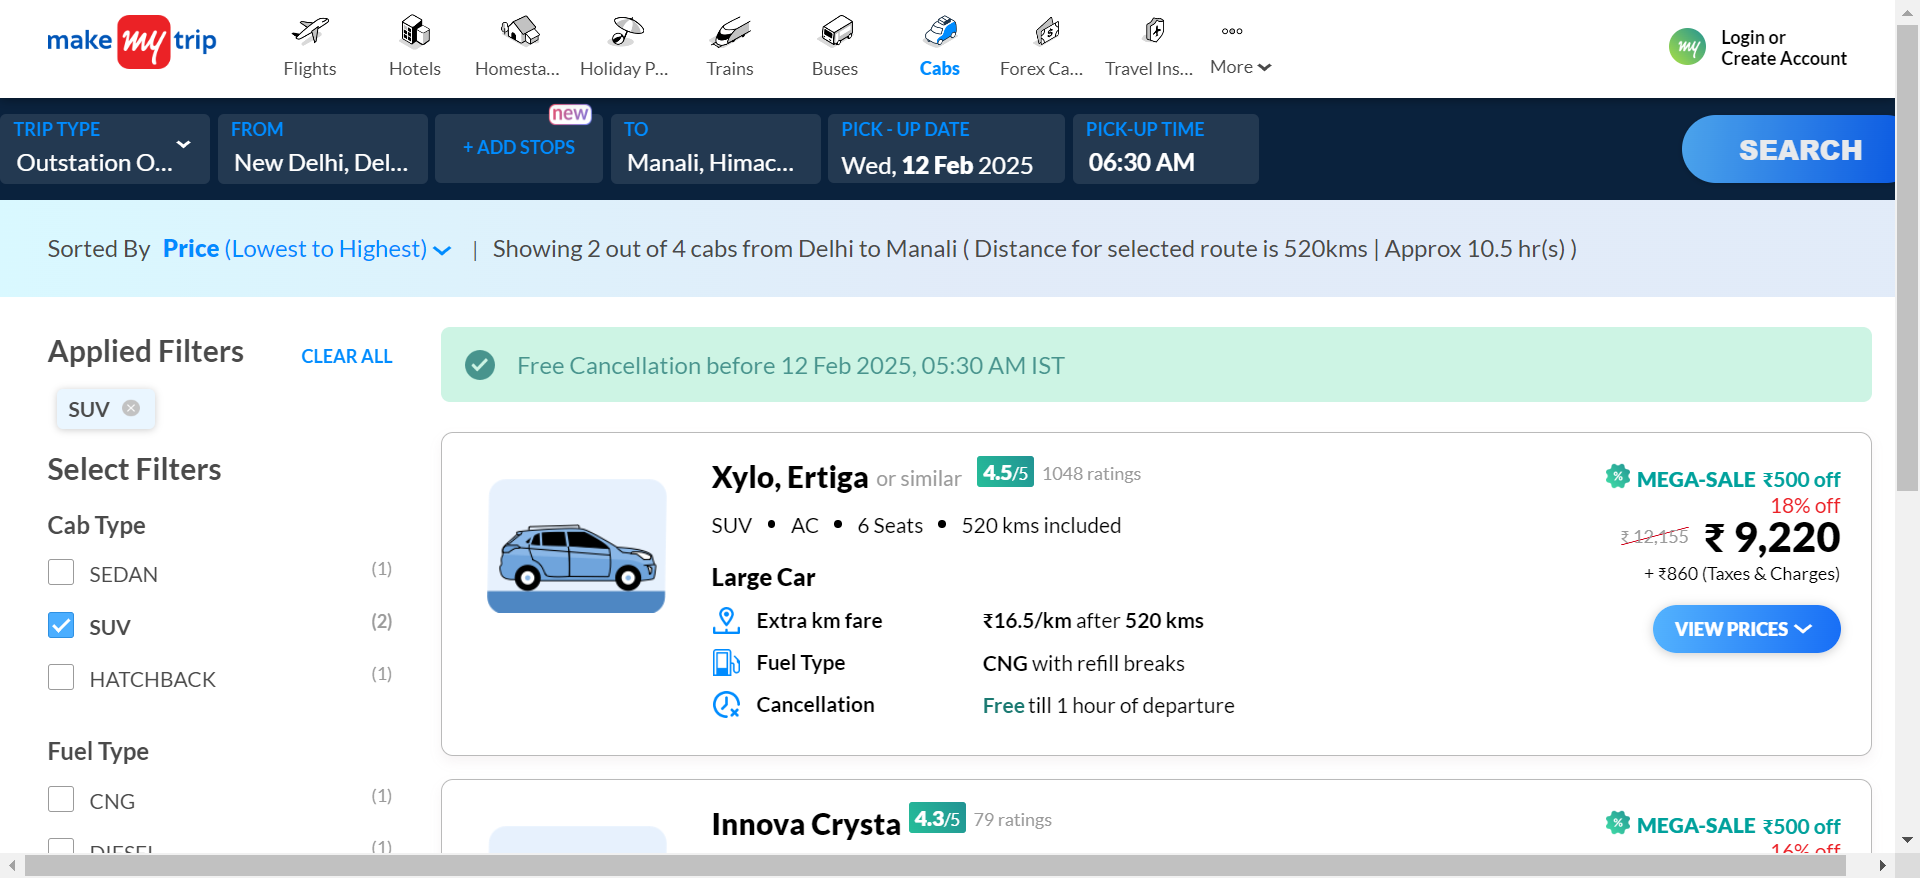 make my trip
Flights
Hotels
Homesta...
Holiday P...
Trains
Buses
Cabs
Forex Ca...
Travel Ins...
More
my
Login or
Create Account
TRIP TYPE
Outstation O...
FROM
New Delhi, Del...
new
+ ADD STOPS
TO
Manali, Himac...
PICK - UP DATE
Wed, 12 Feb 2025
PICK-UP TIME
06:30 AM
SEARCH
Sorted By Price (Lowest to Highest) | Showing 2 out of 4 cabs from Delhi to Manali ( Distance for selected route is 520kms | Approx 10.5 hr(s) )
Applied Filters
CLEAR ALL
SUV
Select Filters
Cab Type
SEDAN (1)
SUV (2)
HATCHBACK (1)
Fuel Type
CNG (1)
DIESEL (1)
Free Cancellation before 12 Feb 2025, 05:30 AM IST
Xylo, Ertiga or similar 4.5/5 1048 ratings
SUV • AC • 6 Seats • 520 kms included
Large Car
Extra km fare ₹16.5/km after 520 kms
Fuel Type CNG with refill breaks
Cancellation Free till 1 hour of departure
% MEGA-SALE ₹500 off
18% off
₹ 12,155 ₹ 9,220
+ ₹860 (Taxes & Charges)
VIEW PRICES
Innova Crysta 4.3/5 79 ratings
% MEGA-SALE ₹500 off
16% off